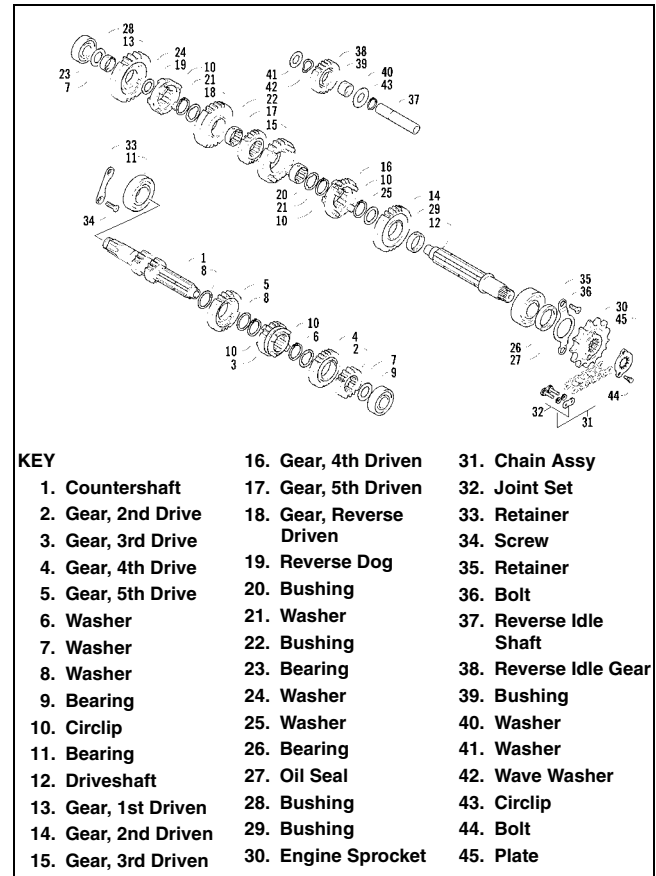 28
13
24
19
10
21
18
23
7
22
17
15
41
42
38
39
40
43
37
33
11
34
16
10
25
20
21
10
14
29
12
1
8
5
8
10
6
10
3
4
2
7
9
35
36
30
45
26
27
44
32
31
KEY
1. Countershaft
2. Gear, 2nd Drive
3. Gear, 3rd Drive
4. Gear, 4th Drive
5. Gear, 5th Drive
6. Washer
7. Washer
8. Washer
9. Bearing
10. Circlip
11. Bearing
12. Driveshaft
13. Gear, 1st Driven
14. Gear, 2nd Driven
15. Gear, 3rd Driven
16. Gear, 4th Driven
17. Gear, 5th Driven
18. Gear, Reverse
Driven
19. Reverse Dog
20. Bushing
21. Washer
22. Bushing
23. Bearing
24. Washer
25. Washer
26. Bearing
27. Oil Seal
28. Bushing
29. Bushing
30. Engine Sprocket
31. Chain Assy
32. Joint Set
33. Retainer
34. Screw
35. Retainer
36. Bolt
37. Reverse Idle
Shaft
38. Reverse Idle Gear
39. Bushing
40. Washer
41. Washer
42. Wave Washer
43. Circlip
44. Bolt
45. Plate